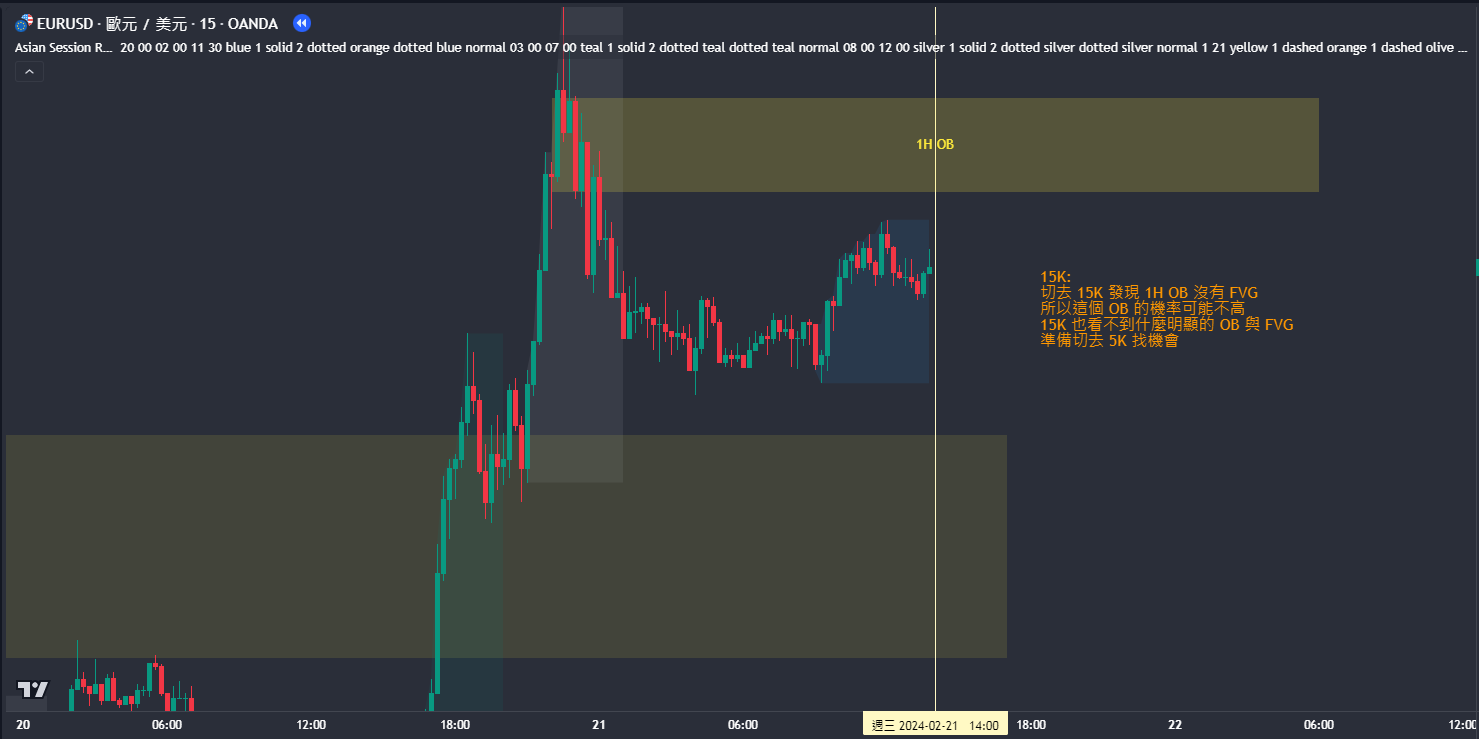 EURUSD · 歐元 / 美元 · 15 · OANDA
Asian Session R... 20 00 02 00 11 30 blue 1 solid 2 dotted orange dotted blue normal 03 00 07 00 teal 1 solid 2 dotted teal dotted teal normal 08 00 12 00 silver 1 solid 2 dotted silver dotted silver normal 1 21 yellow 1 dashed orange 1 dashed olive ...
1H OB
15K:
切去 15K 發現 1H OB 沒有 FVG
所以這個 OB 的機率可能不高
15K 也看不到什麼明顯的 OB 與 FVG
準備切去 5K 找機會
20 06:00 12:00 18:00 21 06:00 週三 2024-02-21 14:00 18:00 22 06:00 12:00